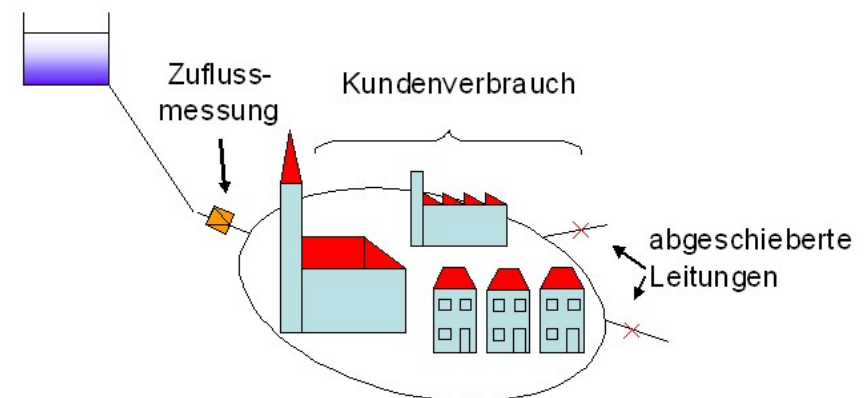 Zufluss-
messung
Kundenverbrauch
abgeschieberte
Leitungen